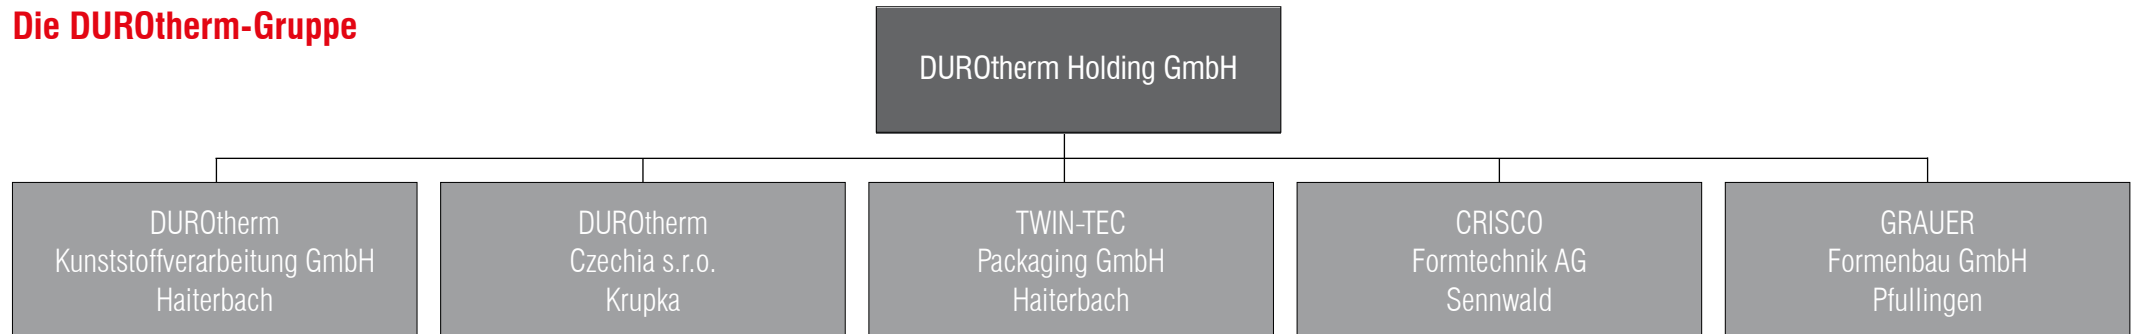 Die DUROtherm-Gruppe
DUROtherm Holding GmbH
DUROtherm
Kunststoffverarbeitung GmbH
Haiterbach
DUROtherm
Czechia s.r.o.
Krupka
TWIN-TEC
Packaging GmbH
Haiterbach
CRISCO
Formtechnik AG
Sennwald
GRAUER
Formenbau GmbH
Pfullingen